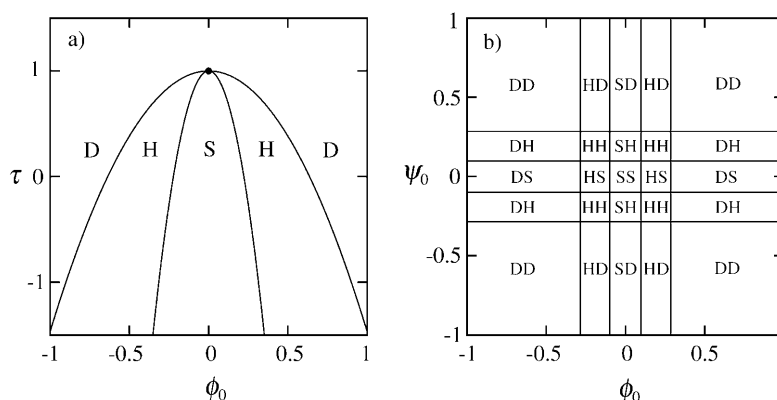 a)
1
D H S H D
τ 0
-1
-1 -0.5 0 0.5 1
ϕ₀
b)
1
DD HD SD HD DD
0.5
DH HH SH HH DH
ψ₀ 0 DS HS SS HS DS
DH HH SH HH DH
-0.5
DD HD SD HD DD
-1
-1 -0.5 0 0.5
ϕ₀